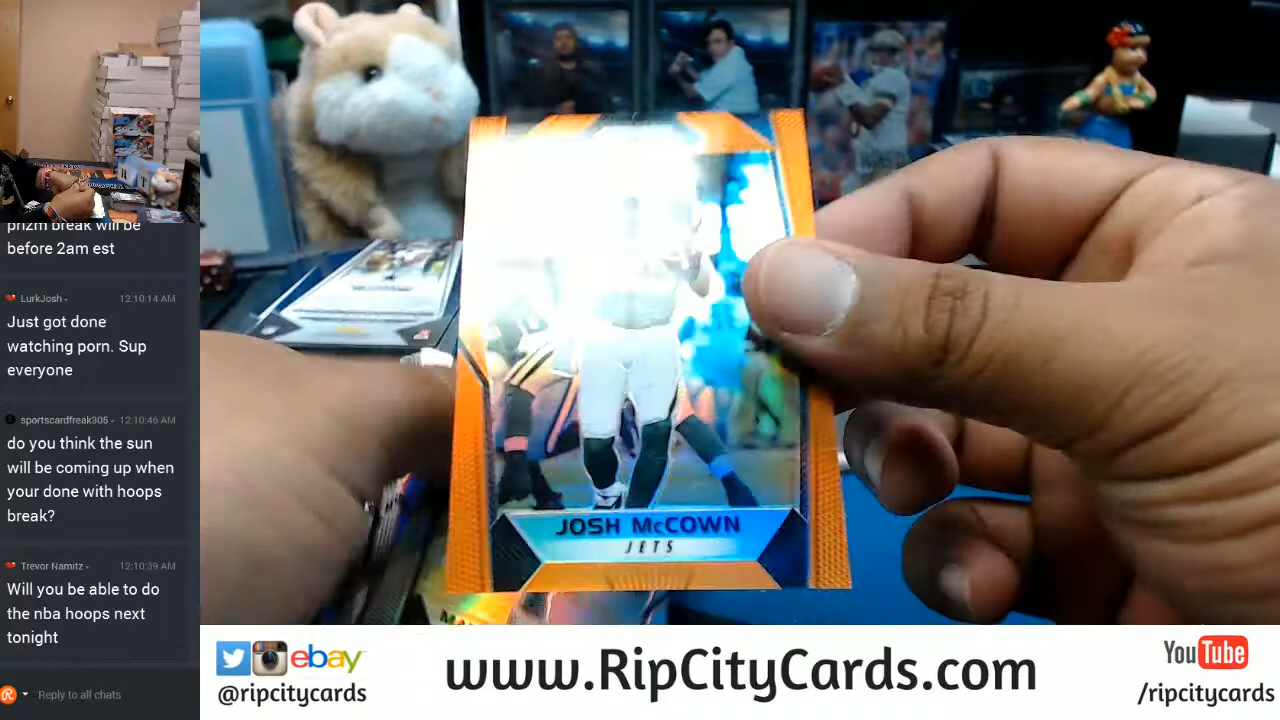 prizm break will be
before 2am est
LurkJosh
12:10:14 AM
Just got done
watching porn. Sup
everyone
sportscardfreak305
12:10:46 AM
do you think the sun
will be coming up when
your done with hoops
break?
Trevor Namitz
12:10:39 AM
Will you be able to do
the nba hoops next
tonight
Reply to all chats
JOSH McCOWN
JETS
ebay
@ripcitycards
www.RipCityCards.com
YouTube
/ripcitycards